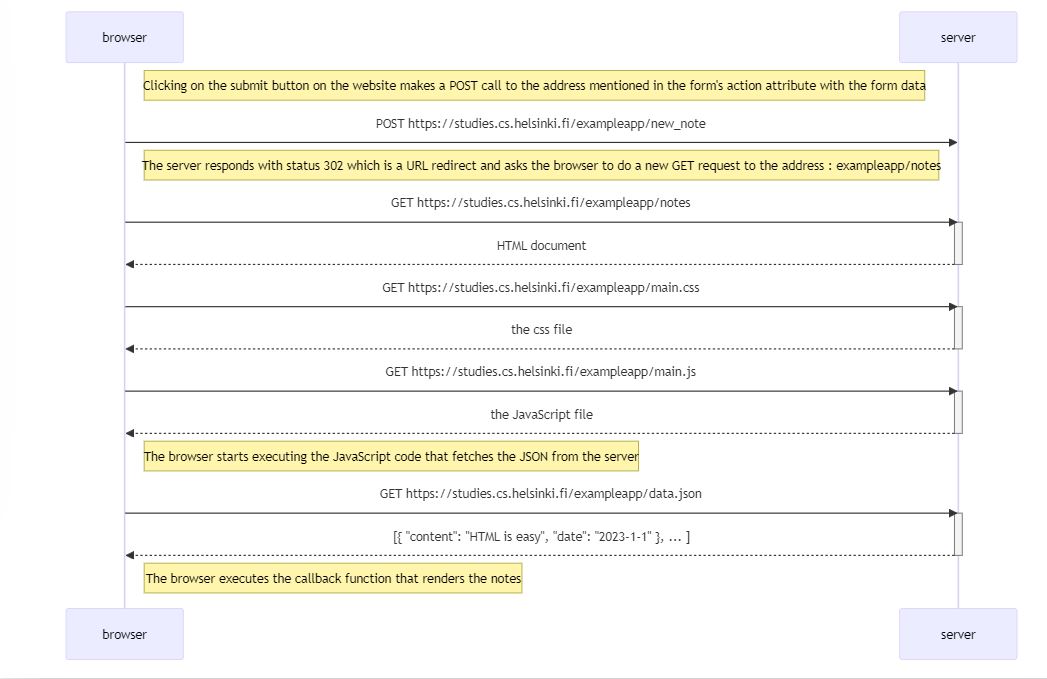 browser
server
Clicking on the submit button on the website makes a POST call to the address mentioned in the form's action attribute with the form data
POST https://studies.cs.helsinki.fi/exampleapp/new_note
The server responds with status 302 which is a URL redirect and asks the browser to do a new GET request to the address : exampleapp/notes
GET https://studies.cs.helsinki.fi/exampleapp/notes
HTML document
GET https://studies.cs.helsinki.fi/exampleapp/main.css
the css file
GET https://studies.cs.helsinki.fi/exampleapp/main.js
the JavaScript file
The browser starts executing the JavaScript code that fetches the JSON from the server
GET https://studies.cs.helsinki.fi/exampleapp/data.json
[{ "content": "HTML is easy", "date": "2023-1-1" }, ... ]
The browser executes the callback function that renders the notes
browser
server